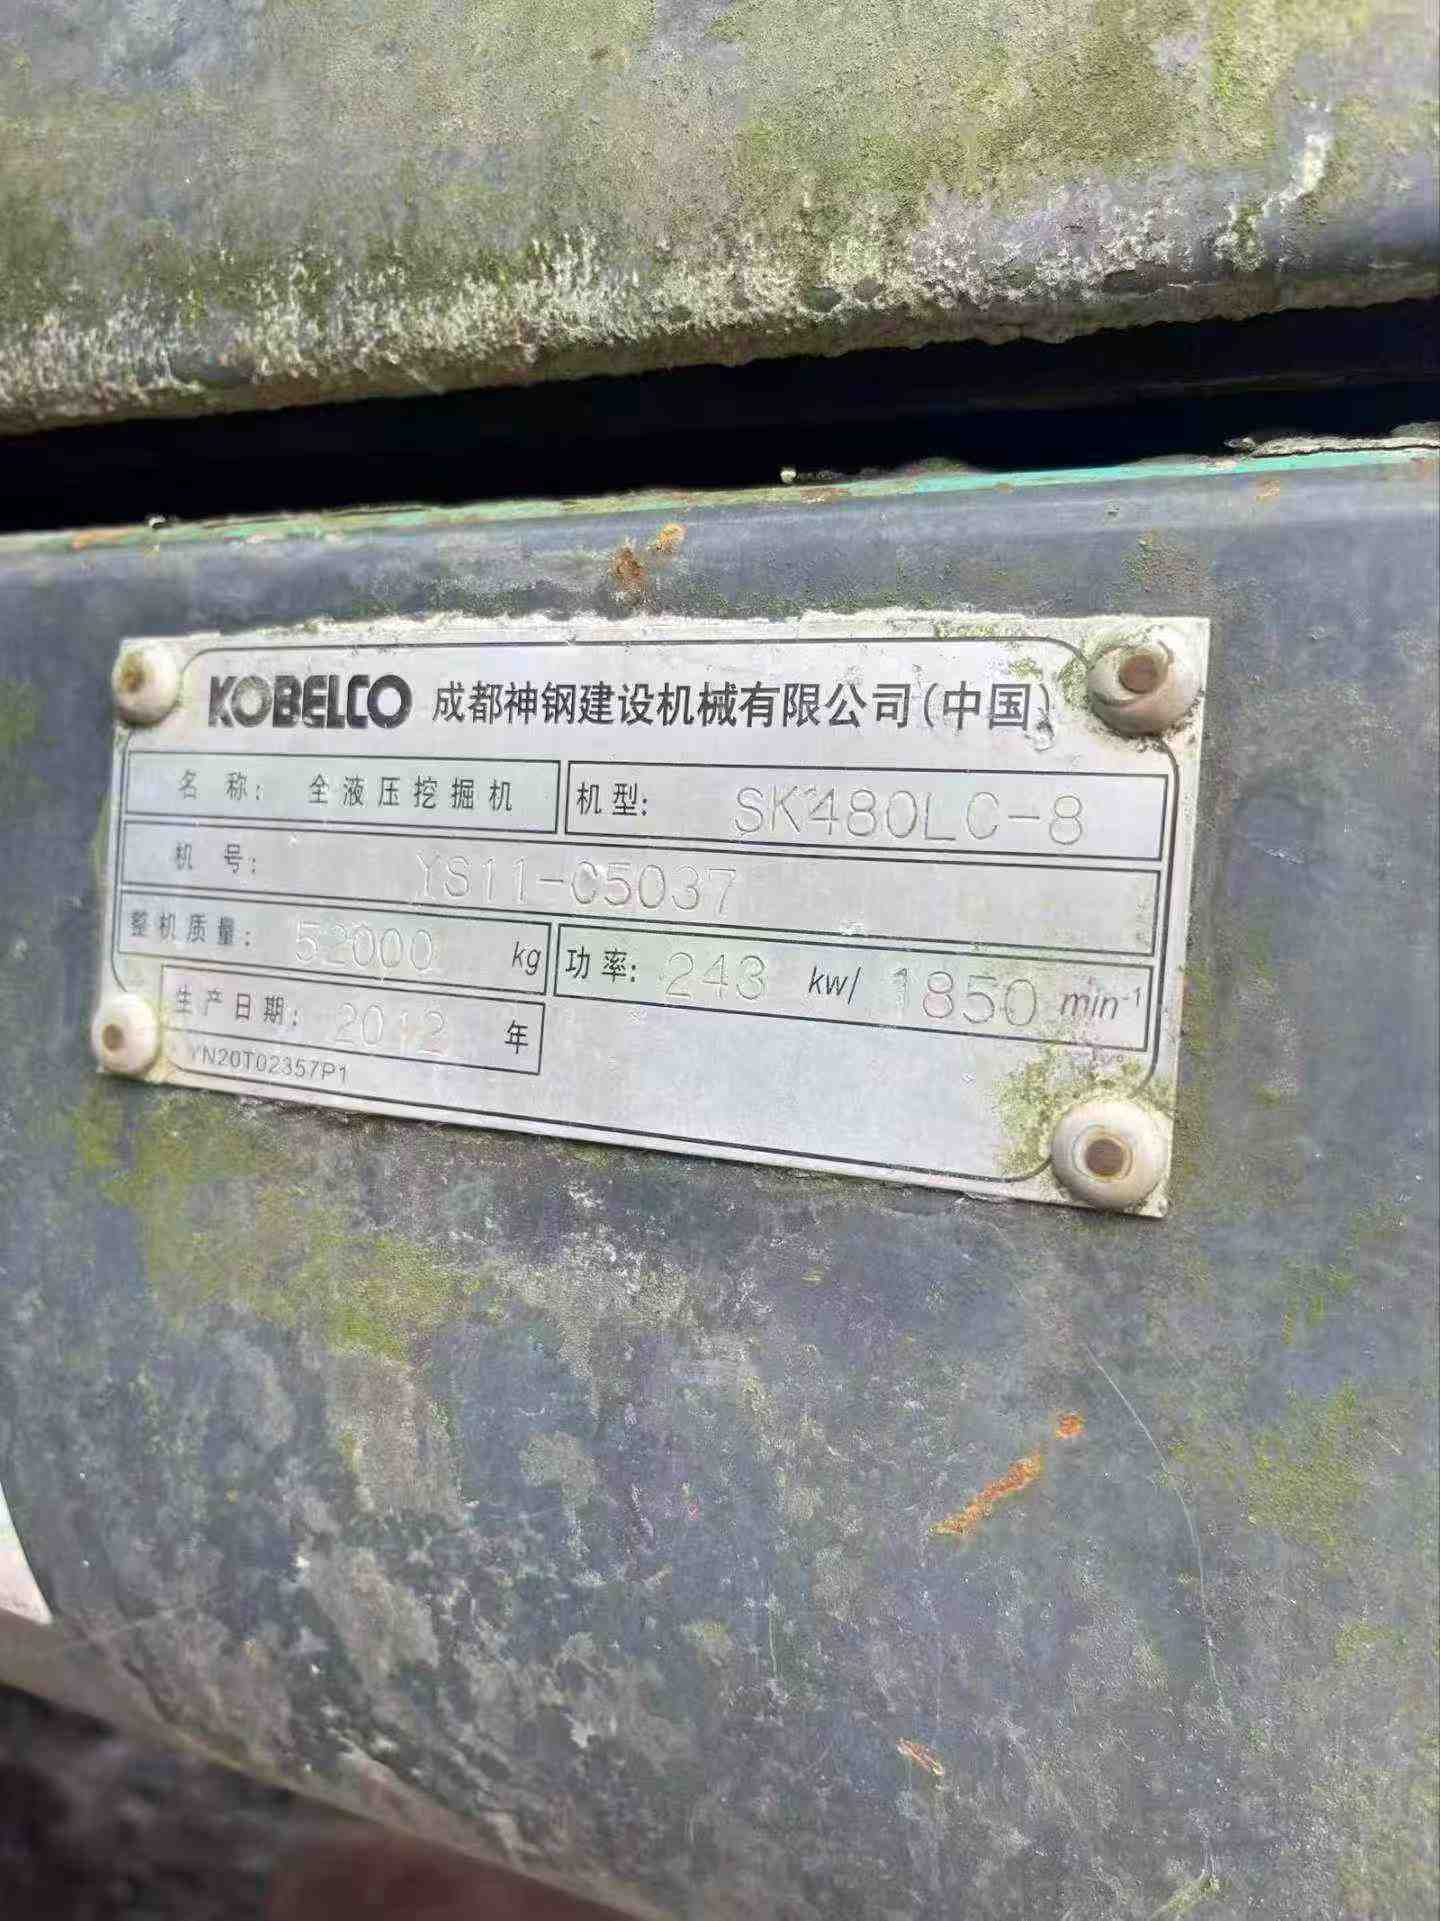 KOBELCO 成都神钢建设机械有限公司(中国)
名 称: 全液压挖掘机 机型: SK480LC-8
机 号: YS11-C5037
整机质量: 52000 kg 功率: 243 kw/ 1850 min-1
生产日期: 2012 年
YN20T02357P1